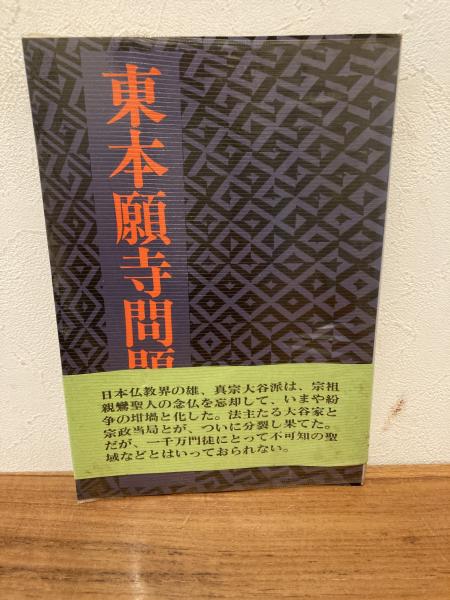 東本願寺問題
日本仏教界の雄、真宗大谷派は、宗祖
親鸞聖人の念仏を忘却して、いまや紛
争の坩堝と化した。法主たる大谷家と
宗政当局とが、ついに分裂し果てた。
だが、一千万門徒にとって不可知の聖
域などとはいっておられない。